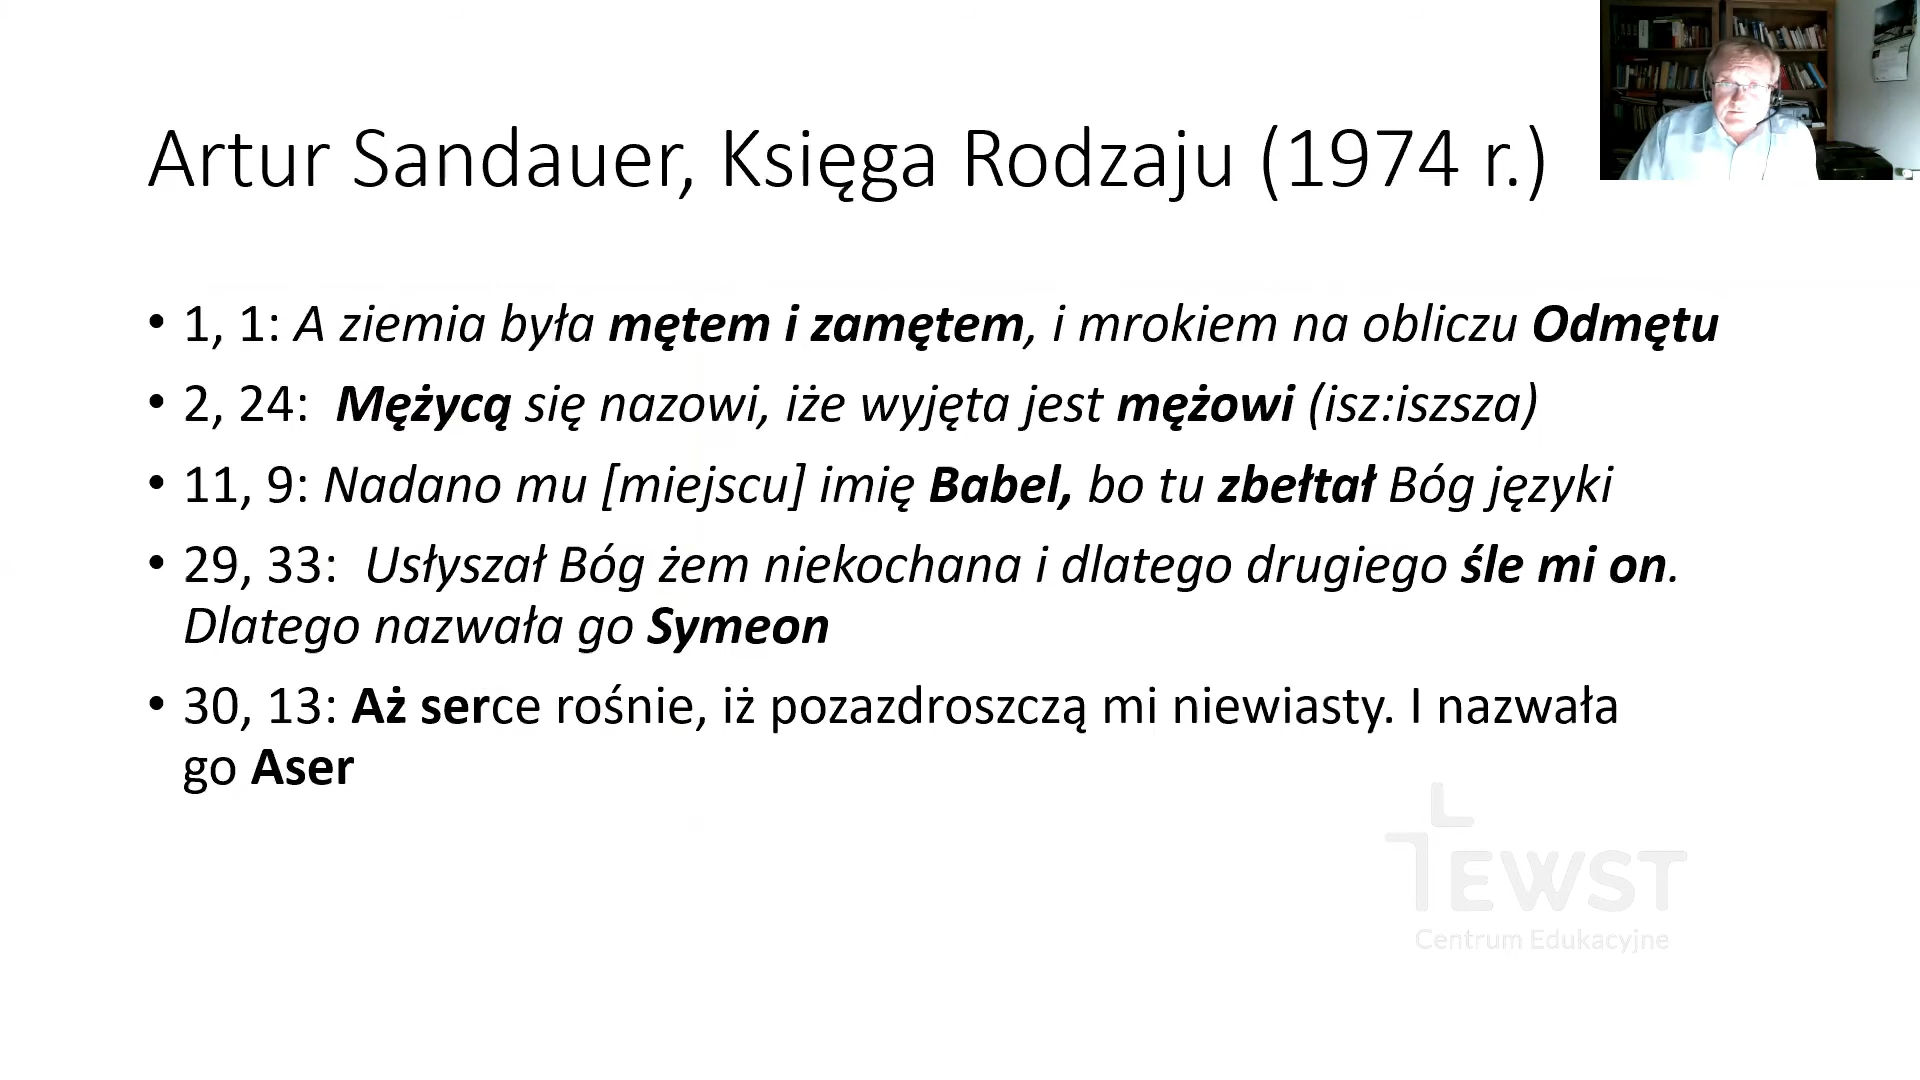 Artur Sandauer, Księga Rodzaju (1974 r.)
• 1, 1: A ziemia była mętem i zamętem, i mrokiem na obliczu Odmętu
• 2, 24: Mężycą się nazowi, iże wyjęta jest mężowi (isz:iszsza)
• 11, 9: Nadano mu [miejscu] imię Babel, bo tu zbełtał Bóg języki
• 29, 33: Usłyszał Bóg żem niekochana i dlatego drugiego śle mi on.
Dlatego nazwała go Symeon
• 30, 13: Aż serce rośnie, iż pozazdroszczą mi niewiasty. I nazwała
go Aser
EWST
Centrum Edukacyjne